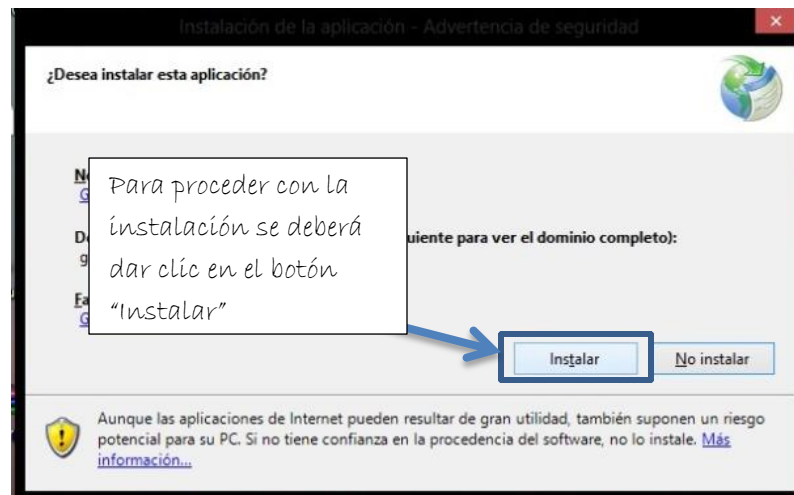 Instalación de la aplicación - Advertencia de seguridad
¿Desea instalar esta aplicación?
Para proceder con la
instalación se deberá
dar clic en el botón
“Instalar”
uiente para ver el dominio completo):
Instalar
No instalar
Aunque las aplicaciones de Internet pueden resultar de gran utilidad, también suponen un riesgo
potencial para su PC. Si no tiene confianza en la procedencia del software, no lo instale. Más
información...